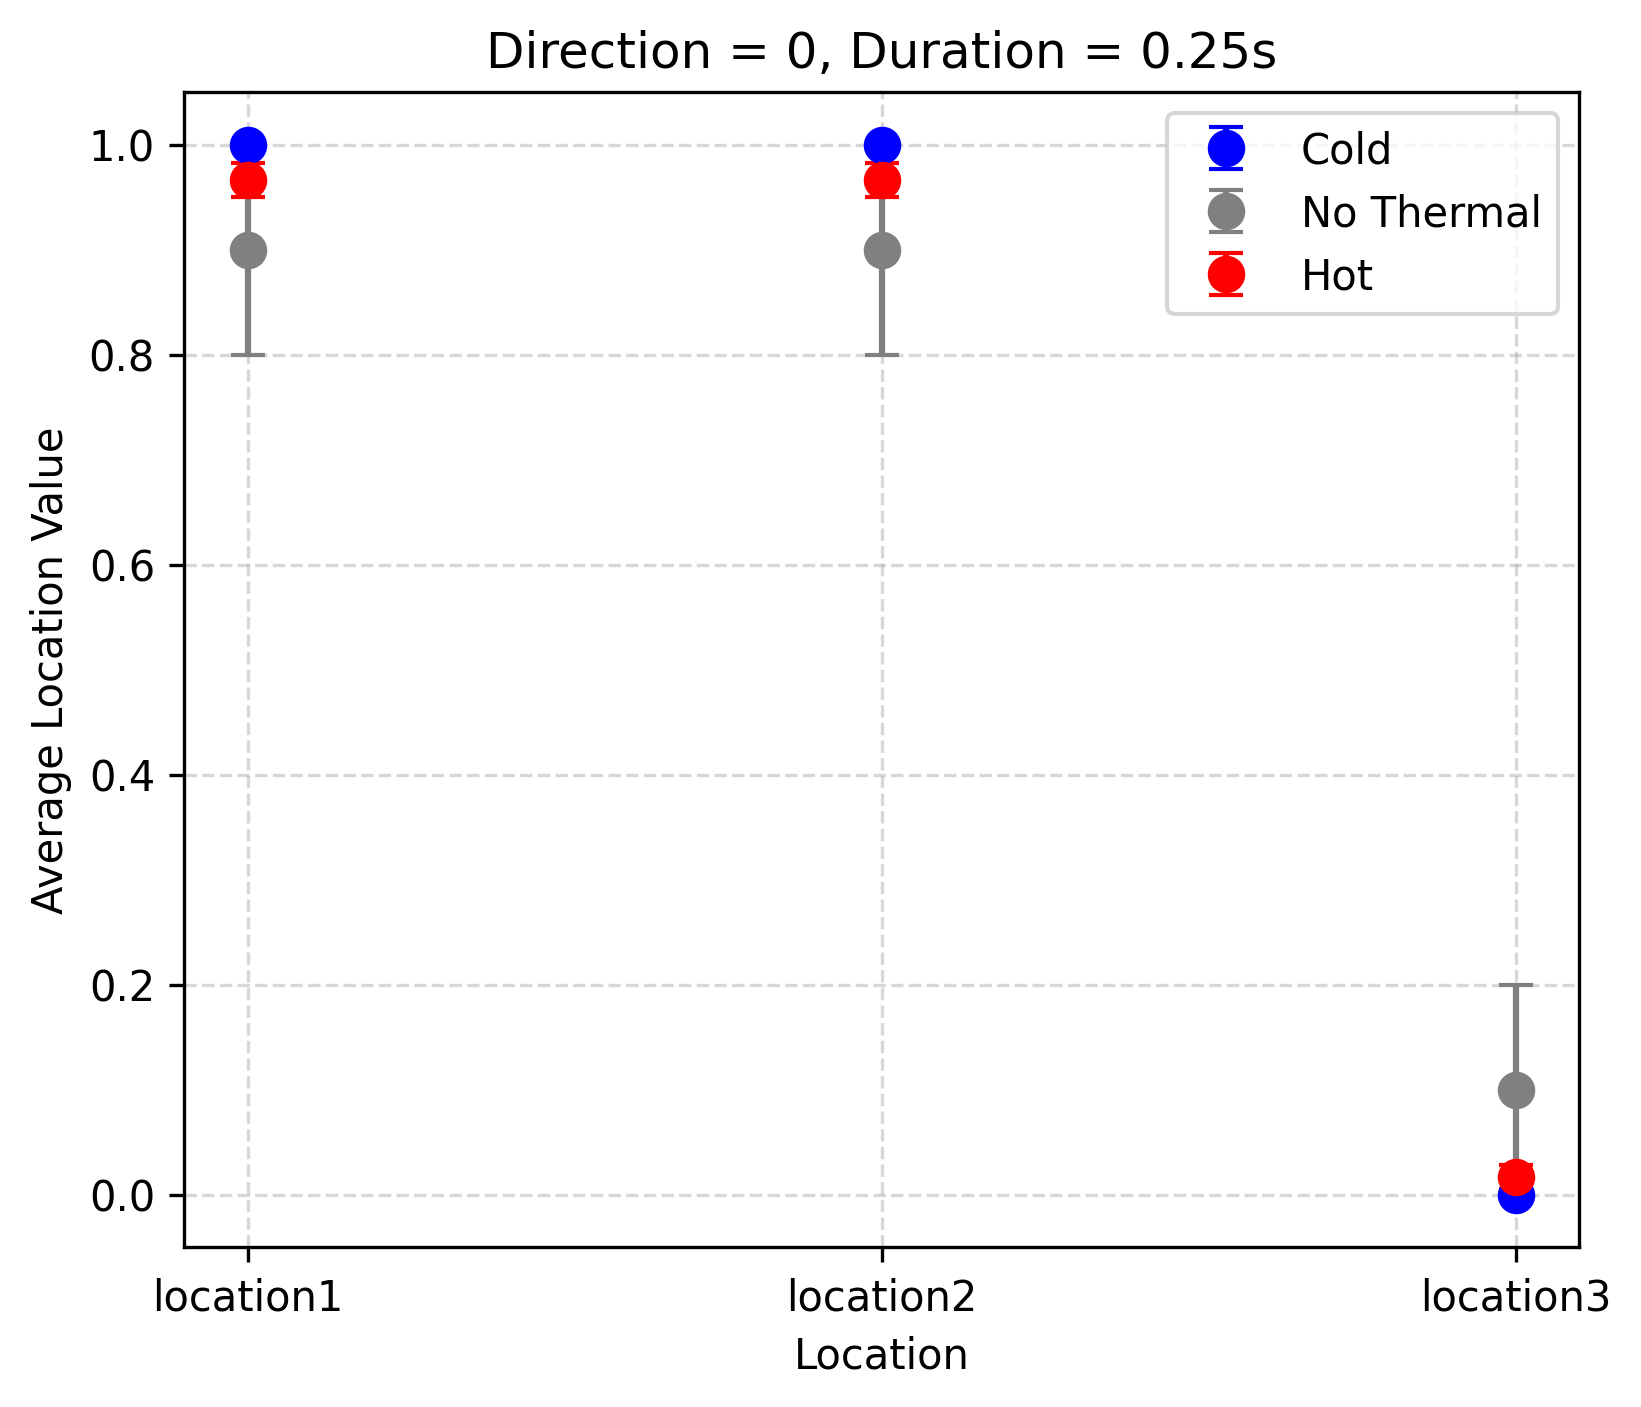 Direction = 0, Duration = 0.25s
Cold
No Thermal
Hot
1.0
0.8
0.6
0.4
0.2
0.0
Average Location Value
location1 location2 location3
Location